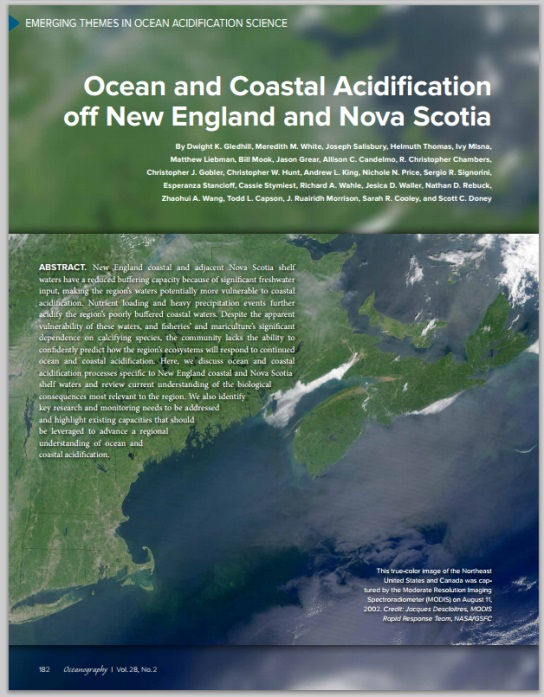 EMERGING THEMES IN OCEAN ACIDIFICATION SCIENCE
Ocean and Coastal Acidification
off New England and Nova Scotia
By Dwight K. Gledhill, Meredith M. White, Joseph Salisbury, Helmuth Thomas, Ivy Mlsna,
Matthew Liebman, Bill Mook, Jason Grear, Allison C. Candelmo, R. Christopher Chambers,
Christopher J. Gobler, Christopher W. Hunt, Andrew L. King, Nichole N. Price, Sergio R. Signorini,
Esperanza Stancioff, Cassie Stymiest, Richard A. Wahle, Jesica D. Waller, Nathan D. Rebuck,
Zhaohui A. Wang, Todd L. Capson, J. Ruairidh Morrison, Sarah R. Cooley, and Scott C. Doney
ABSTRACT. New England coastal and adjacent Nova Scotia shelf
waters have a reduced buffering capacity because of significant freshwater
input, making the region's waters potentially more vulnerable to coastal
acidification. Nutrient loading and heavy precipitation events further
acidify the region's poorly buffered coastal waters. Despite the apparent
vulnerability of these waters, and fisheries' and mariculture's significant
dependence on calcifying species, the community lacks the ability to
confidently predict how the region's ecosystems will respond to continued
ocean and coastal acidification. Here, we discuss ocean and coastal
acidification processes specific to New England coastal and Nova Scotia
shelf waters and review current understanding of the biological
consequences most relevant to the region. We also identify
key research and monitoring needs to be addressed
and highlight existing capacities that should
be leveraged to advance a regional
understanding of ocean and
coastal acidification.
This true-color image of the Northeast
United States and Canada was cap-
tured by the Moderate Resolution Imaging
Spectroradiometer (MODIS) on August 11,
2002. Credit: Jacques Descloitres, MODIS
Rapid Response Team, NASA/GSFC
182 Oceanography | Vol.28, No.2